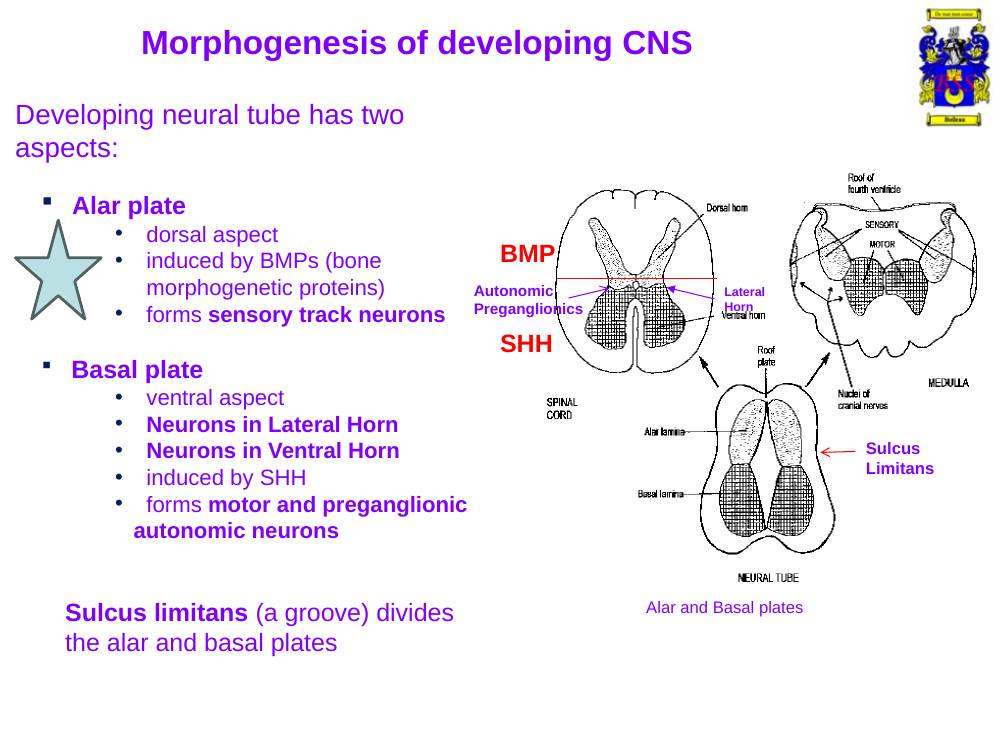 Morphogenesis of developing CNS
Developing neural tube has two
aspects:
Alar plate
dorsal aspect
induced by BMPs (bone
morphogenetic proteins)
forms sensory track neurons
Basal plate
ventral aspect
Neurons in Lateral Horn
Neurons in Ventral Horn
induced by SHH
forms motor and preganglionic
autonomic neurons
Sulcus limitans (a groove) divides
the alar and basal plates
BMP
Autonomic
Preganglionics
SHH
Dorsal horn
Lateral
Horn
Ventral horn
SPINAL
CORD
Roof of
fourth ventricle
SENSORY
MOTOR
Nuclei of
cranial nerves
MEDULLA
Roof
plate
Alar lamina
Basal lamina
Sulcus
Limitans
NEURAL TUBE
Alar and Basal plates